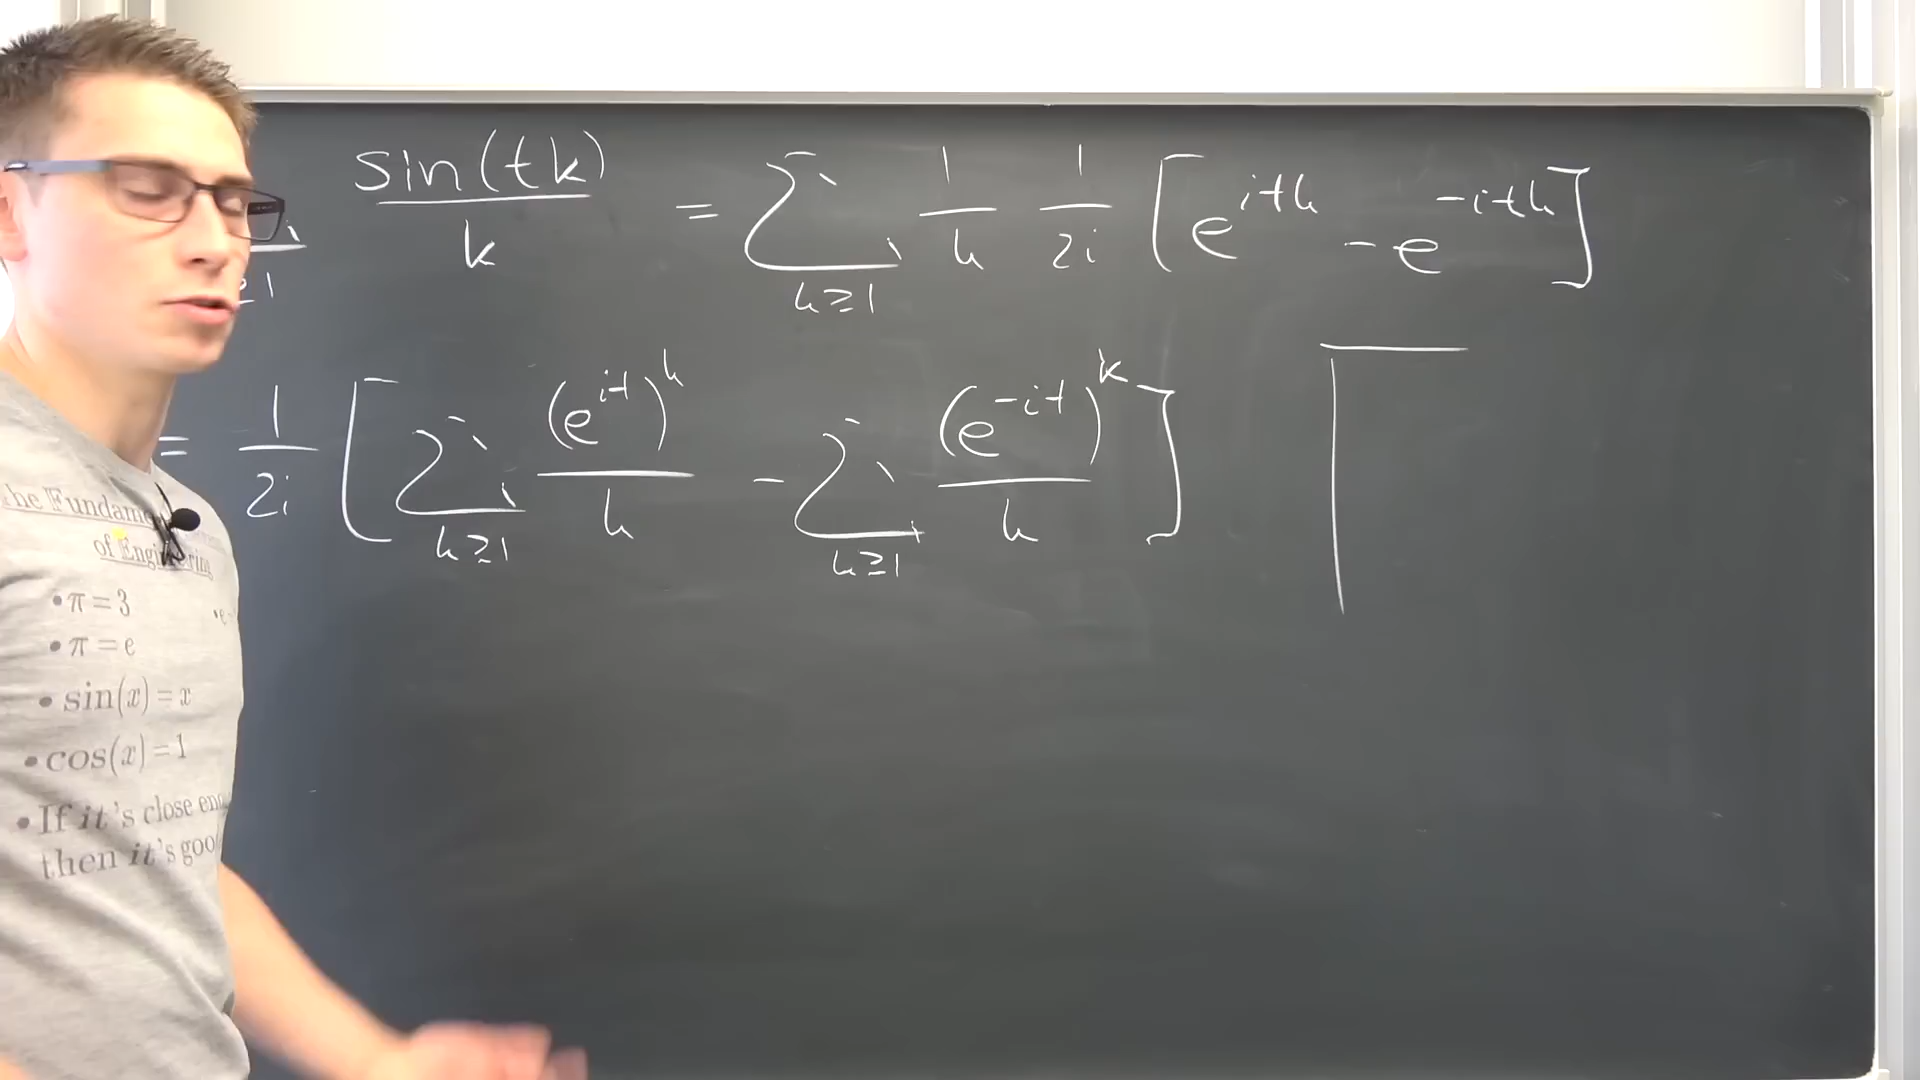 sin(tk)/k = ∑_{k≥1} 1/k 1/2i [e^{itk} - e^{-itk}]
= 1/2i [∑_{k≥1} (e^{it})^k/k - ∑_{k≥1} (e^{-it})^k/k]
of Engineering
• π = 3
• π = e
• sin(x) = x
• cos(x) = 1
• If it's close
then it's